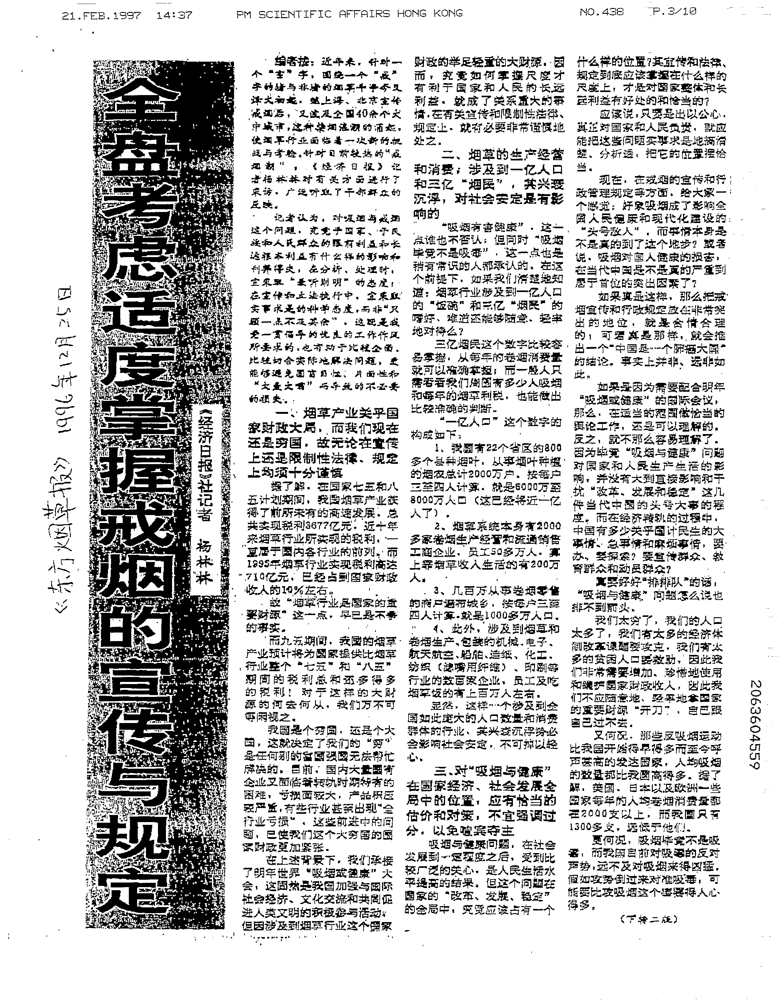 21.FEB.1997 14:37 PM SCIENTIFIC AFFAIRS HONG KONG NO.438 P.3/10
全盘考虑适度掌握戒烟的宣传与规定
《东方烟草报》 1996年12月25日
《经济日报》社记者 杨林林
编者按：近年来，针对一
个“害”字，围绕一个“戒”
一、烟草产业关乎国
家财政大局，而我们现在
还是穷国，故无论在宣传
上还是限制性法律、规定
上均须十分谨慎
据了解，在国家七五和八
五计划期间，我国烟草产业获
得了前所未有的高速发展，总
共实现税利3677亿元，近十年
来烟草行业所实现的税利，一
直居于国内各行业的前列。而
1995年烟草行业实现税利高达
710亿元，已经占到国家财政
收入的10%左右。
故“烟草行业是国家的重
要财源”这一点，早已是不争
的事实。
而九五期间，我国的烟草
产业预计将为国家提供比烟草
行业整个“七五”和“八五”
期间的税利总和还多得多
的税利！对于这样的大财
源的何去何从，我们万不可
等闲视之。
我国是个穷国，还是个大
国，这就决定了我们的“穷”
是任何别的富国强国无法帮忙
解决的。目前，国内大量国有
企业又面临着转轨时期特有的
困难，亏损面较大，产品积压
较严重，有些行业甚至出现“全
行业亏损”，这些前进中的问
题，已使我们这个大穷国的国
家财政更加紧张。
在上述背景下，我们承接
了明年世界“吸烟或健康”大
会，这固然是我国加强与国际
社会经济、文化交流和共同促
进人类文明的积极参与活动，
但因涉及到烟草行业这个国家
财政的举足轻重的大财源，因
而，究竟如何掌握尺度才
有利于国家和人民的长远
利益，就成了关系重大的事
情，在有关宣传和限制性法律、
规定上，就有必要非常谨慎地
处之。
二、烟草的生产经营
和消费，涉及到一亿人口
和三亿“烟民”，其兴衰
沉浮，对社会安定是有影
响的
“吸烟有害健康”，这一
点谁也不否认；但同时“吸烟
毕竟不是吸毒”，这一点也是
稍有常识的人都承认的。在这
个前提下，如果我们清楚地知
道：烟草行业涉及到一亿人口
的“饭碗”和三亿“烟民”的
嗜好，难道还能够随意、轻率
地对待么？
三亿烟民这个数字比较容
易掌握，从每年的卷烟消费量
就可以准确掌握；而一般人只
需看看我们周围有多少人吸烟
和每年的烟草利税，也能做出
比较准确的判断。
“一亿人口”这个数字的
构成如下：
1、我国有22个省区的800
多个县种烟叶，从事烟叶种植
的烟农总计2000万户，按每户
三至四人计算，就是6000万至
8000万人口（这已经将近一亿
人了）。
2、烟草系统本身有2000
多家卷烟生产经营和流通销售
工商企业，员工50多万人，算
上靠烟草收入生活的有200万
人。
3、几百万从事卷烟零售
的商户遍布城乡，按每户三至
四人计算，就是1000多万人口。
4、此外，涉及到烟草和
卷烟生产、包装的机械、电子、
航天航空、船舶、造纸、化工、
纺织（滤嘴用纤维）、印刷等
行业的数百家企业，员工及吃
烟草饭的有上百万人左右。
显然，这样一个涉及到全
国如此庞大的人口数量和消费
群体的行业，其兴衰沉浮势必
会影响社会安定，不可掉以轻
心。
三、对“吸烟与健康”
在国家经济、社会发展全
局中的位置，应有恰当的
估价和对策，不宜强调过
分，以免喧宾夺主
吸烟与健康问题，在社会
发展到一定程度之后，受到比
较广泛的关心，是人民生活水
平提高的结果，但这个问题在
国家的“改革、发展、稳定”
的全局中，究竟应该占有一个
什么样的位置？其宣传和法律、
规定到底应该掌握在什么样的
尺度上，才是对国家整体和长
远利益有好处的和恰当的？
应该说，只要是出以公心，
真正对国家和人民负责，就应
能把这些问题实事求是地搞清
楚、分析透，把它的位置摆恰
当。
现在，在戒烟的宣传和行
政管理规定等方面，给大家一
个感觉：好象吸烟成了影响全
国人民健康和现代化建设的
“头号敌人”，而事情本身是
不是真的到了这个地步？或者
说，吸烟对国人健康的损害，
在当代中国是不是真的严重到
居于首位的突出因素了？
如果真是这样，那么把戒
烟宣传和行政规定放在非常突
出的地位，就是合情合理
的；可要真是那样，就会推
出一个“中国是一个肺癌大国”
的结论。事实上并非、远非如
此。
如果是因为需要配合明年
“吸烟或健康”的国际会议，
那么，在适当的范围做恰当的
舆论工作，还是可以理解的。
反之，就不那么容易理解了。
因为毕竟“吸烟与健康”问题
对国家和人民生产生活的影
响，并没有大到直接影响和干
扰“改革、发展和稳定”这几
件当代中国的头号大事的程
度。而在经济转轨的过程中，
中国有多少关乎国计民生的大
事情、急事情和麻烦事情，要
办、要探索？要宣传群众、教
育群众和动员群众？
真要好好“排排队”的话，
“吸烟与健康”问题怎么说也
排不到前头。
我们太穷了，我们的人口
太多了，我们有太多的经济体
制改革课题要攻克，我们有太
多的贫困人口要救助，因此我
们非常需要增加、珍惜地使用
和维护国家财政收入，因此我
们不应随意地、轻率地拿国家
的重要财源“开刀”，自己跟
自己过不去。
又何况，那些反吸烟运动
比我国开始得早得多而至今呼
声甚高的发达国家，人均吸烟
的数量都比我国高得多。据了
解，美国、日本以及欧洲一些
国家每年的人均卷烟消费量都
在2000支以上，而我国只有
1300多支，远低于他们。
更何况，吸烟毕竟不是吸
毒，而我国目前对吸毒的反对
声势，远不及对吸烟来得凶猛，
假如攻势倒过来对准吸毒，可
能要比攻吸烟这个谁要得人心
得多。
（下转二版）
2063604559